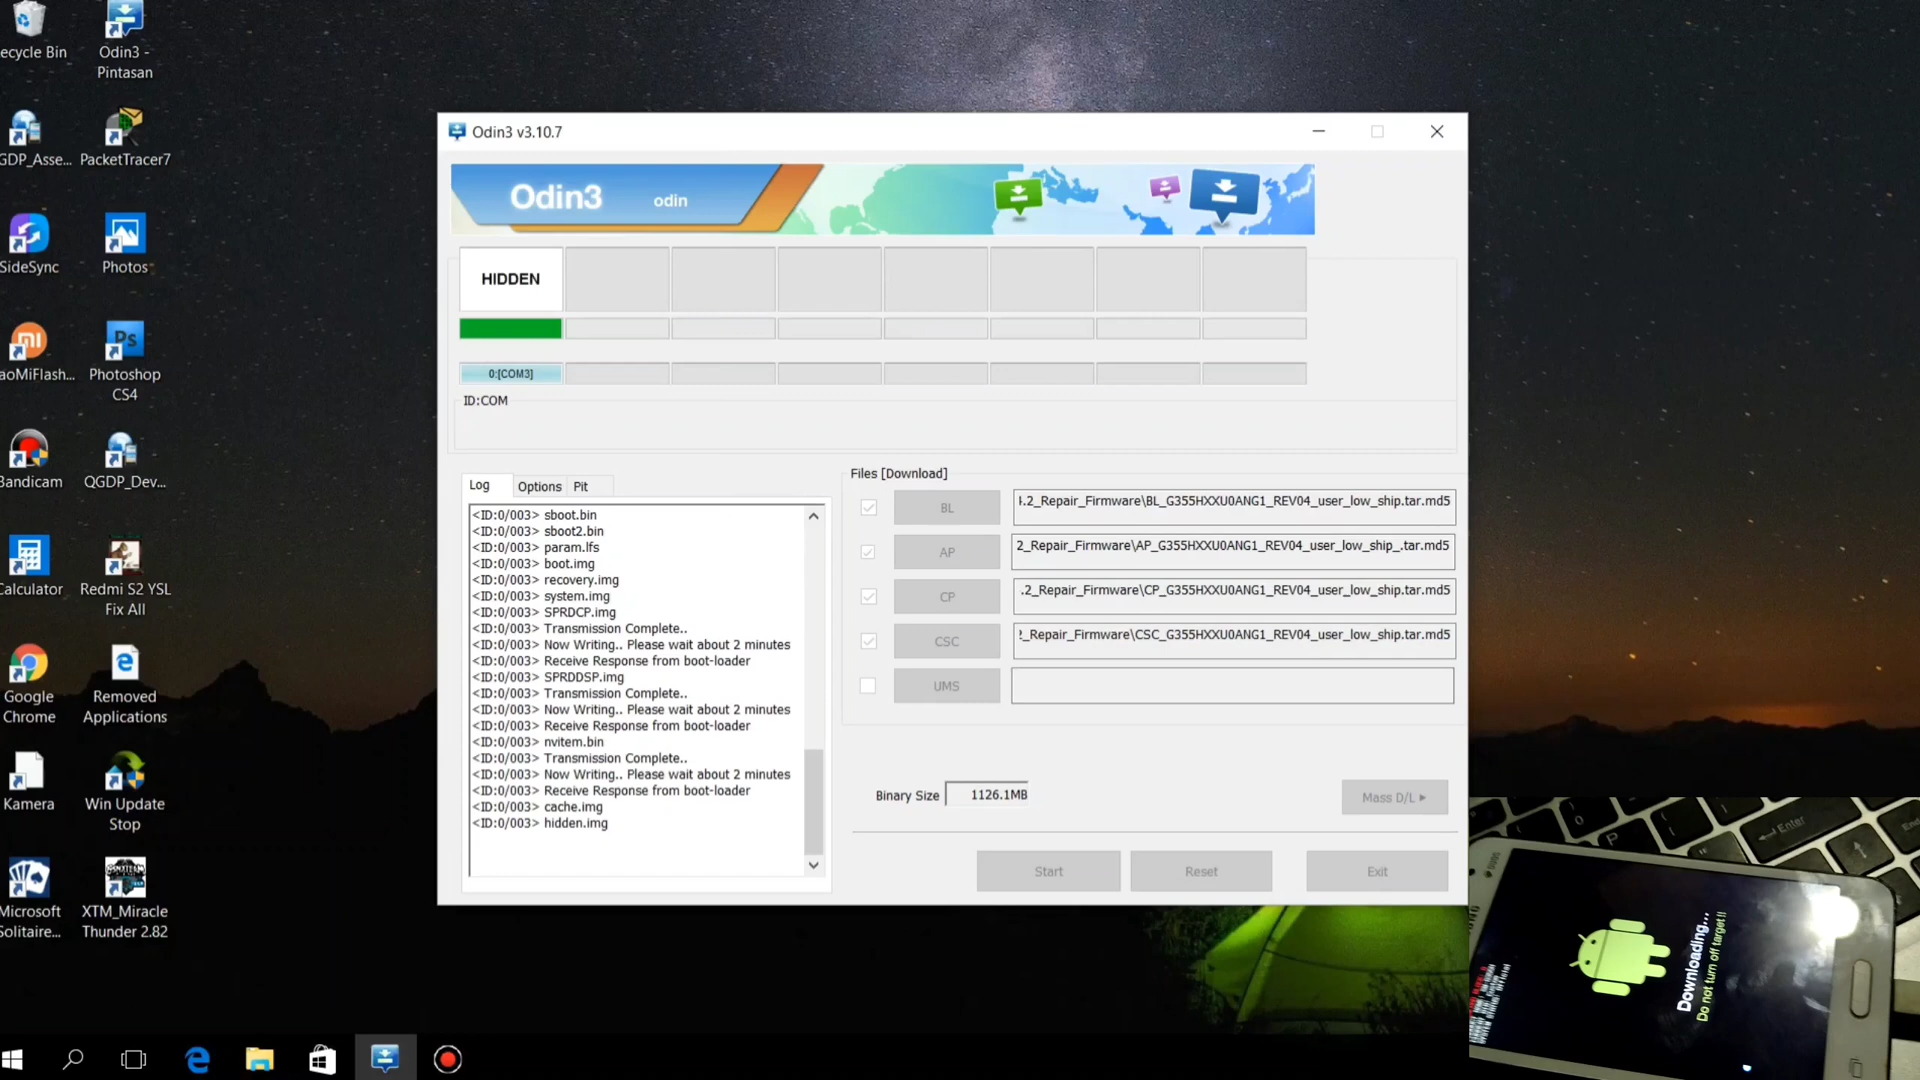 ecycle Bin
Odin3 -
Pintasan
GDP_Asse...
PacketTracer7
SideSync
Photos
aoMiFlash...
Photoshop
CS4
Bandicam
QGDP_Dev...
Calculator
Redmi S2 YSL
Fix All
Google
Chrome
Removed
Applications
Kamera
Win Update
Stop
Microsoft
Solitaire...
XTM_Miracle
Thunder 2.82
Odin3 v3.10.7
Odin3 odin
HIDDEN
0:[COM3]
ID:COM
Log Options Pit
<ID:0/003> sboot.bin
<ID:0/003> sboot2.bin
<ID:0/003> param.lfs
<ID:0/003> boot.img
<ID:0/003> recovery.img
<ID:0/003> system.img
<ID:0/003> SPRDCP.img
<ID:0/003> Transmission Complete..
<ID:0/003> Now Writing.. Please wait about 2 minutes
<ID:0/003> Receive Response from boot-loader
<ID:0/003> SPRDDSP.img
<ID:0/003> Transmission Complete..
<ID:0/003> Now Writing.. Please wait about 2 minutes
<ID:0/003> Receive Response from boot-loader
<ID:0/003> nvitem.bin
<ID:0/003> Transmission Complete..
<ID:0/003> Now Writing.. Please wait about 2 minutes
<ID:0/003> Receive Response from boot-loader
<ID:0/003> cache.img
<ID:0/003> hidden.img
Files [Download]
BL .2_Repair_Firmware\BL_G355HXXU0ANG1_REV04_user_low_ship.tar.md5
AP 2_Repair_Firmware\AP_G355HXXU0ANG1_REV04_user_low_ship_.tar.md5
CP .2_Repair_Firmware\CP_G355HXXU0ANG1_REV04_user_low_ship.tar.md5
CSC _Repair_Firmware\CSC_G355HXXU0ANG1_REV04_user_low_ship.tar.md5
UMS
Binary Size 1126.1MB
Mass D/L
Start Reset Exit
Enter
End
Downloading...
Do not turn off target!!